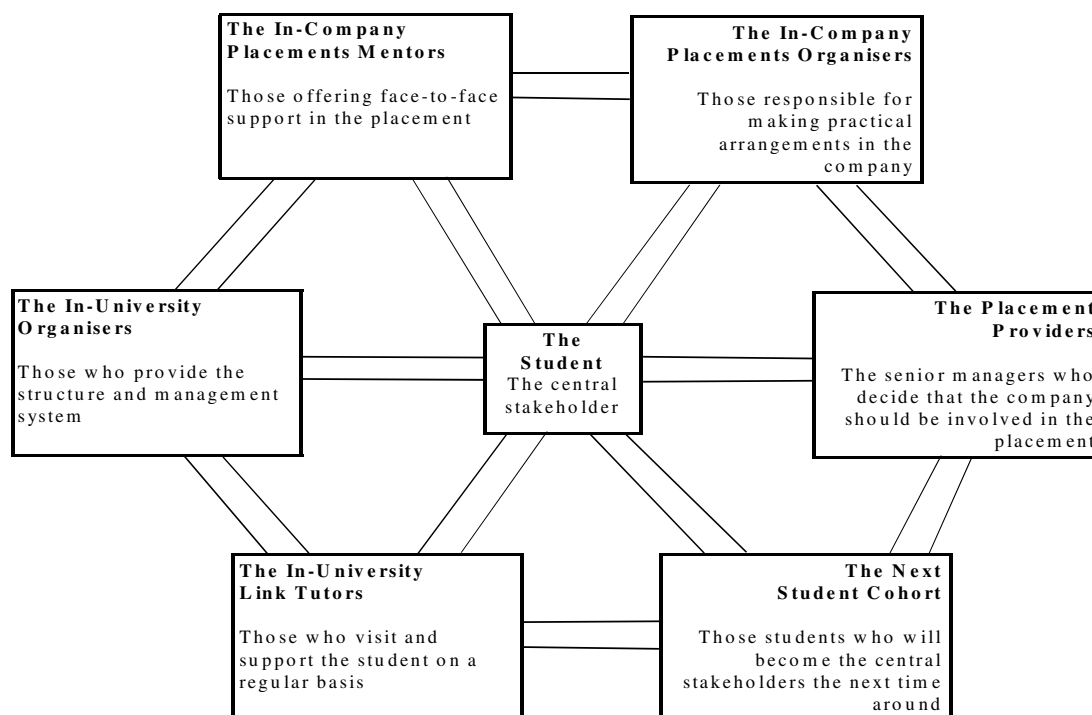 The In-Company
Placements Mentors
Those offering face-to-face
support in the placement
The In-Company
Placements Organisers
Those responsible for
making practical
arrangements in the
company
The In-University
Organisers
Those who provide the
structure and management
system
The
Student
The central
stakeholder
The Placement
Providers
The senior managers who
decide that the company
should be involved in the
placement
The In-University
Link Tutors
Those who visit and
support the student on a
regular basis
The Next
Student Cohort
Those students who will
become the central
stakeholders the next time
around